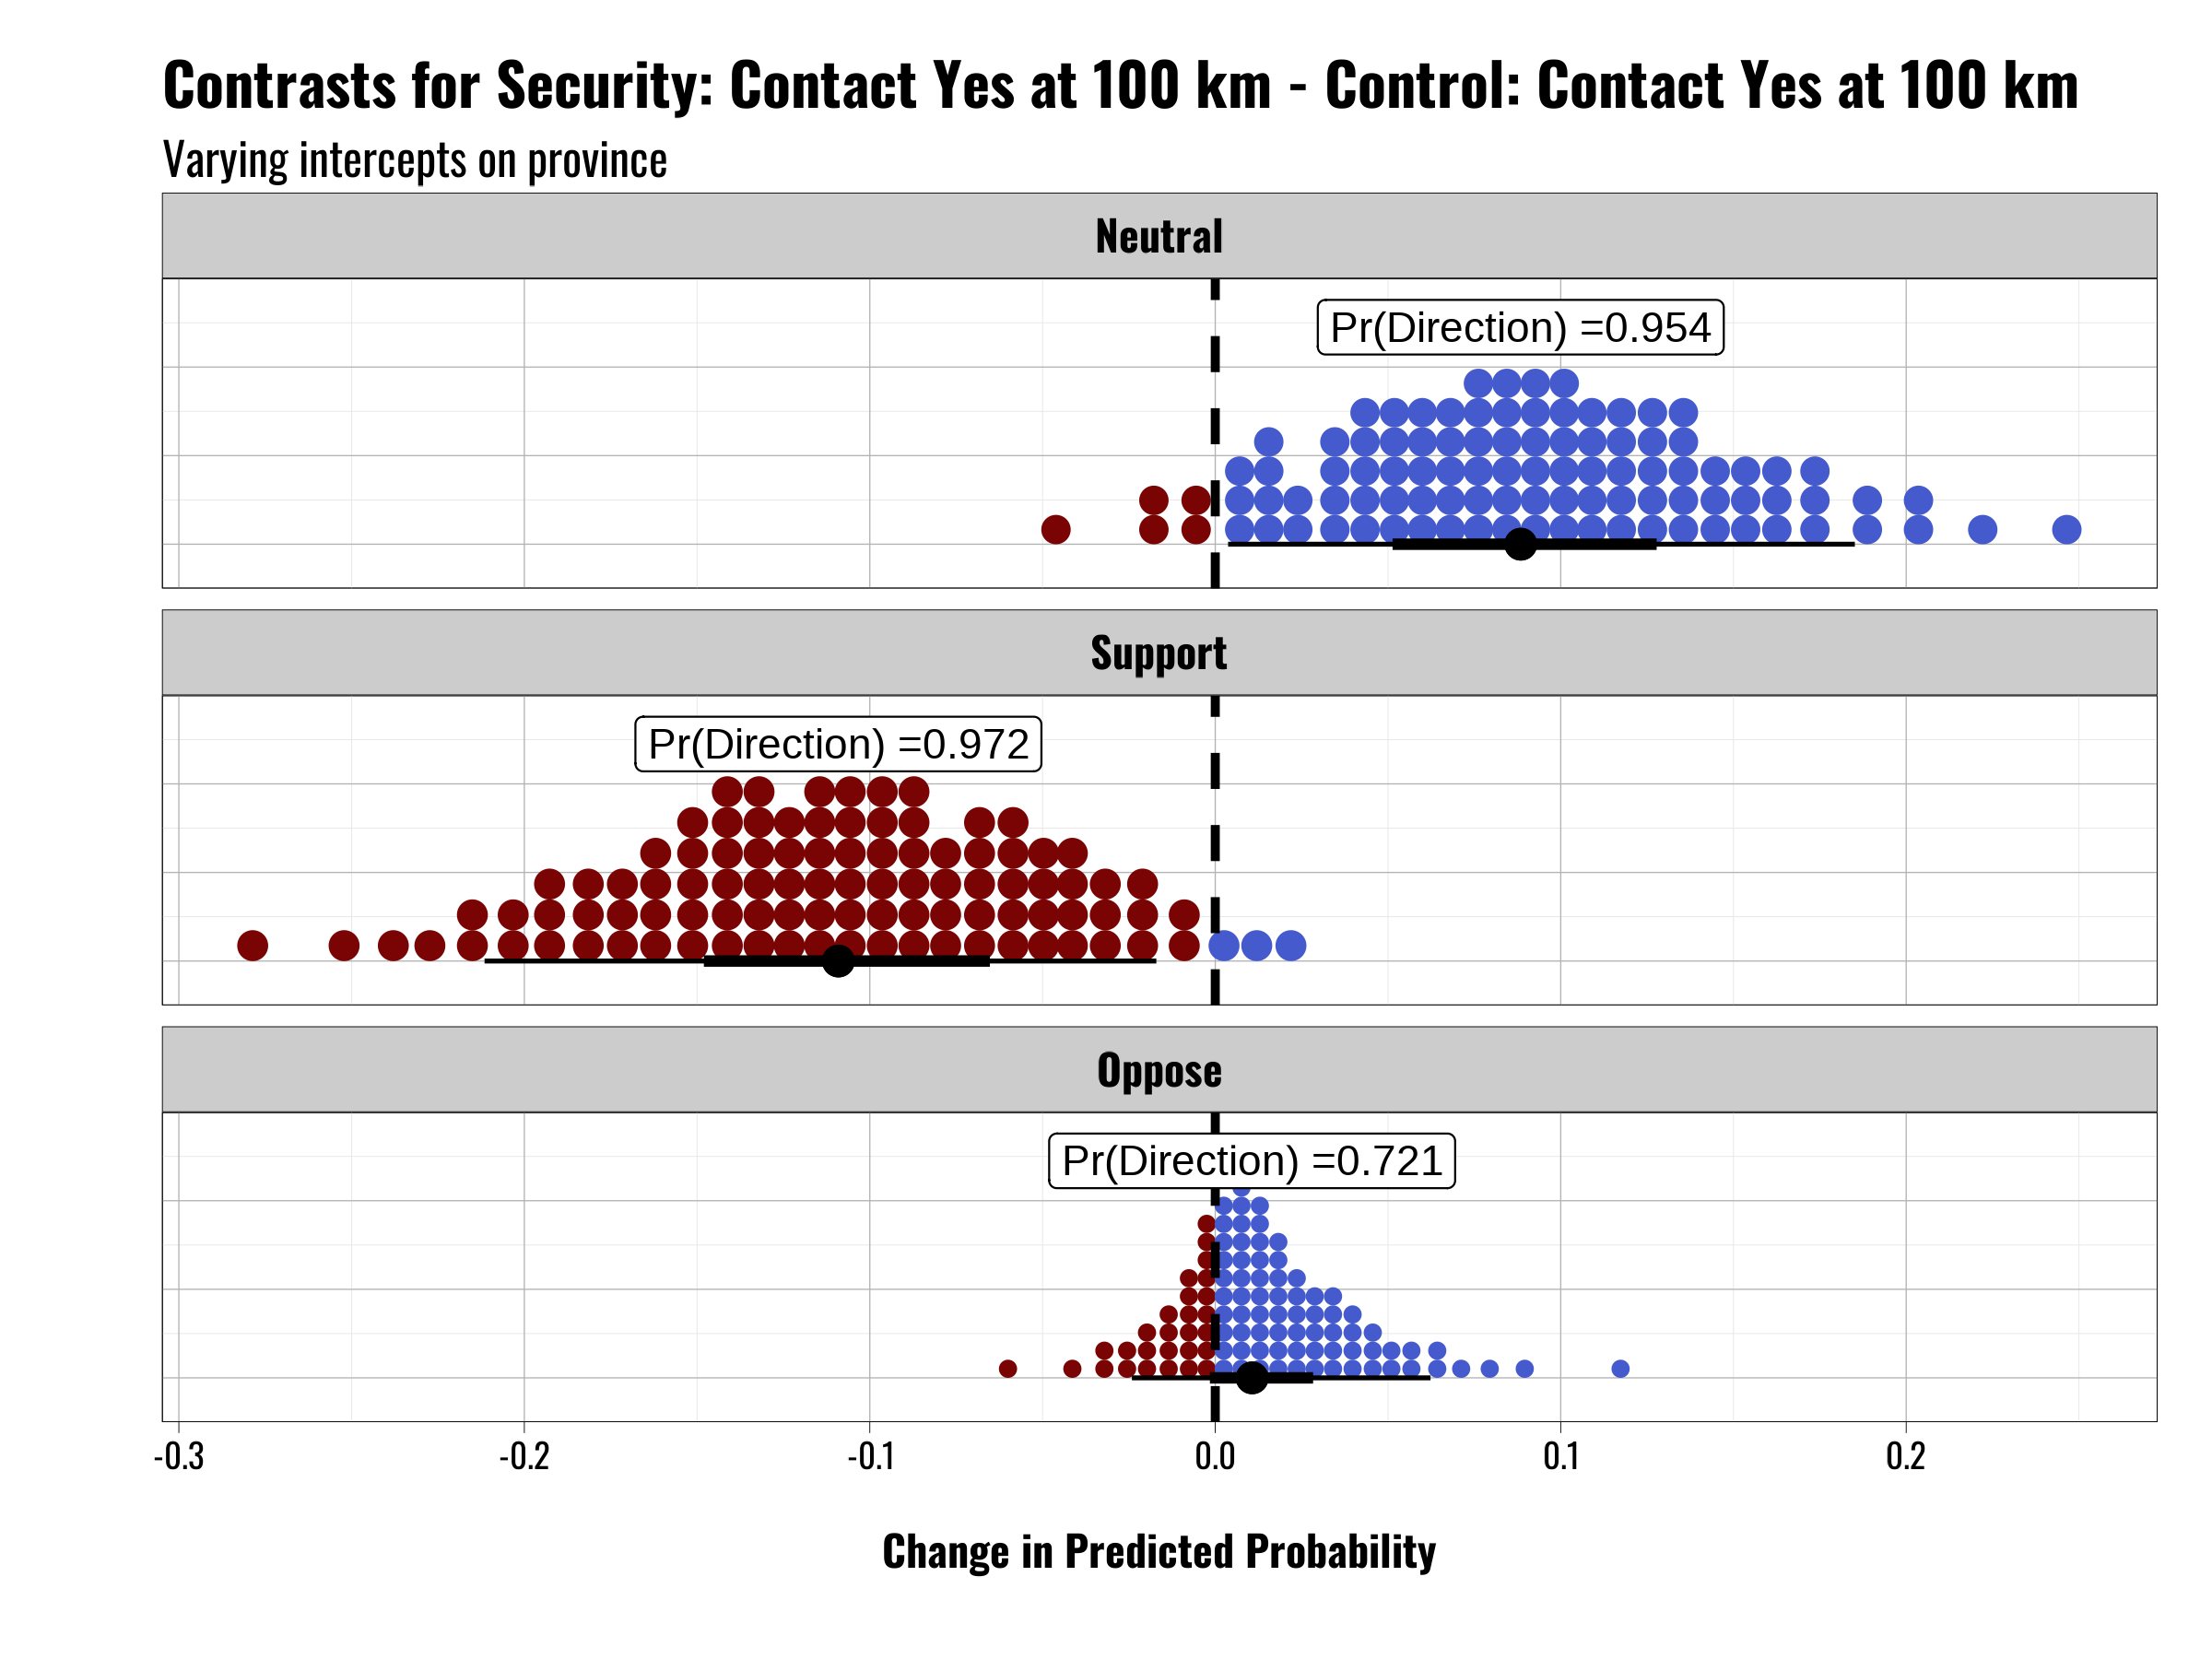 Contrasts for Security: Contact Yes at 100 km - Control: Contact Yes at 100 km
Varying intercepts on province
Neutral
Pr(Direction) =0.954
Support
Pr(Direction) =0.972
Oppose
Pr(Direction) =0.721
-0.3 -0.2 -0.1 0.0 0.1 0.2
Change in Predicted Probability